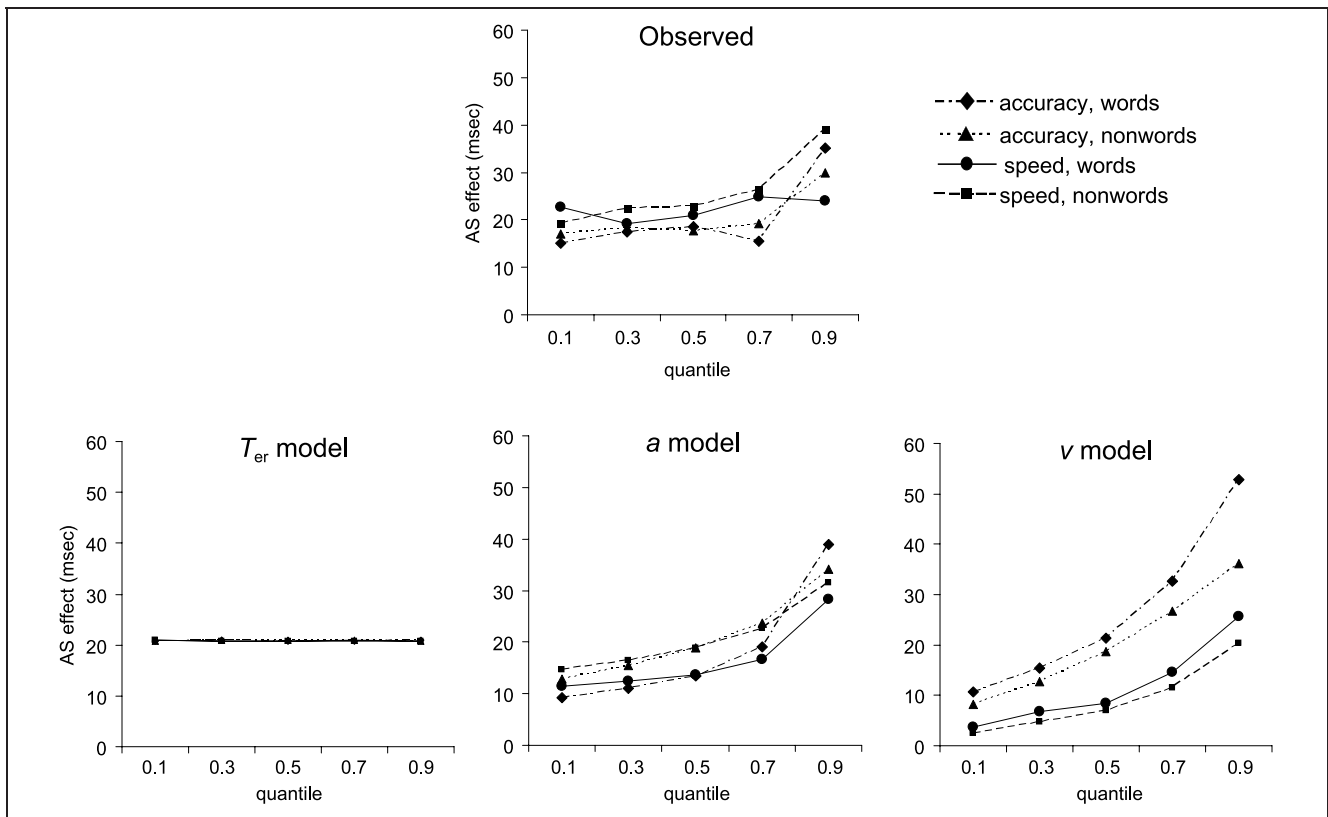 Observed
60
50
40
30
20
10
0
AS effect (msec)
0.1 0.3 0.5 0.7 0.9
quantile
accuracy, words
accuracy, nonwords
speed, words
speed, nonwords
Ter model
60
50
40
30
20
10
0
AS effect (msec)
0.1 0.3 0.5 0.7 0.9
quantile
a model
60
50
40
30
20
10
0
0.1 0.3 0.5 0.7 0.9
quantile
v model
60
50
40
30
20
10
0
0.1 0.3 0.5 0.7 0.9
quantile